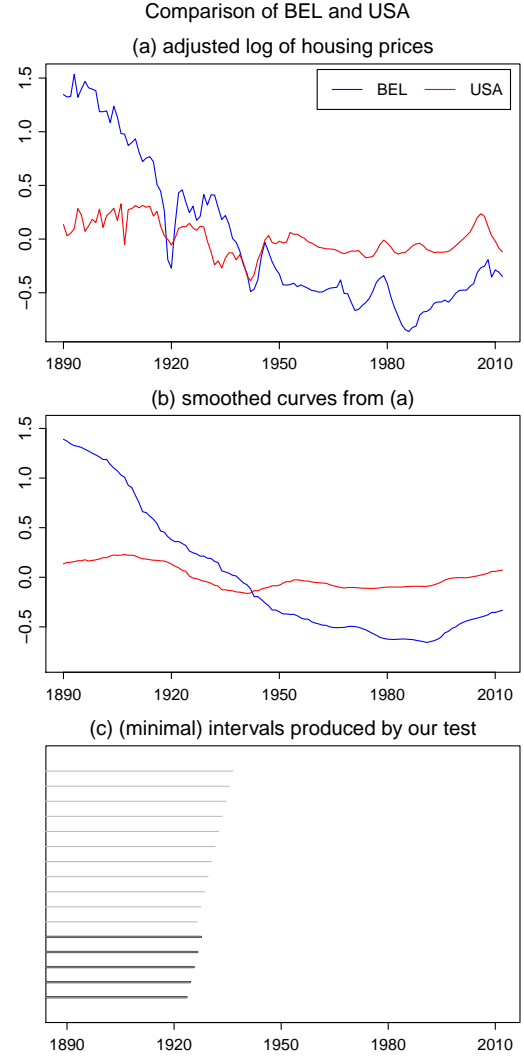 Comparison of BEL and USA
(a) adjusted log of housing prices
BEL USA
1.5
1.0
0.5
0.0
−0.5
1890 1920 1950 1980 2010
(b) smoothed curves from (a)
1.5
1.0
0.5
0.0
−0.5
1890 1920 1950 1980 2010
(c) (minimal) intervals produced by our test
1890 1920 1950 1980 2010